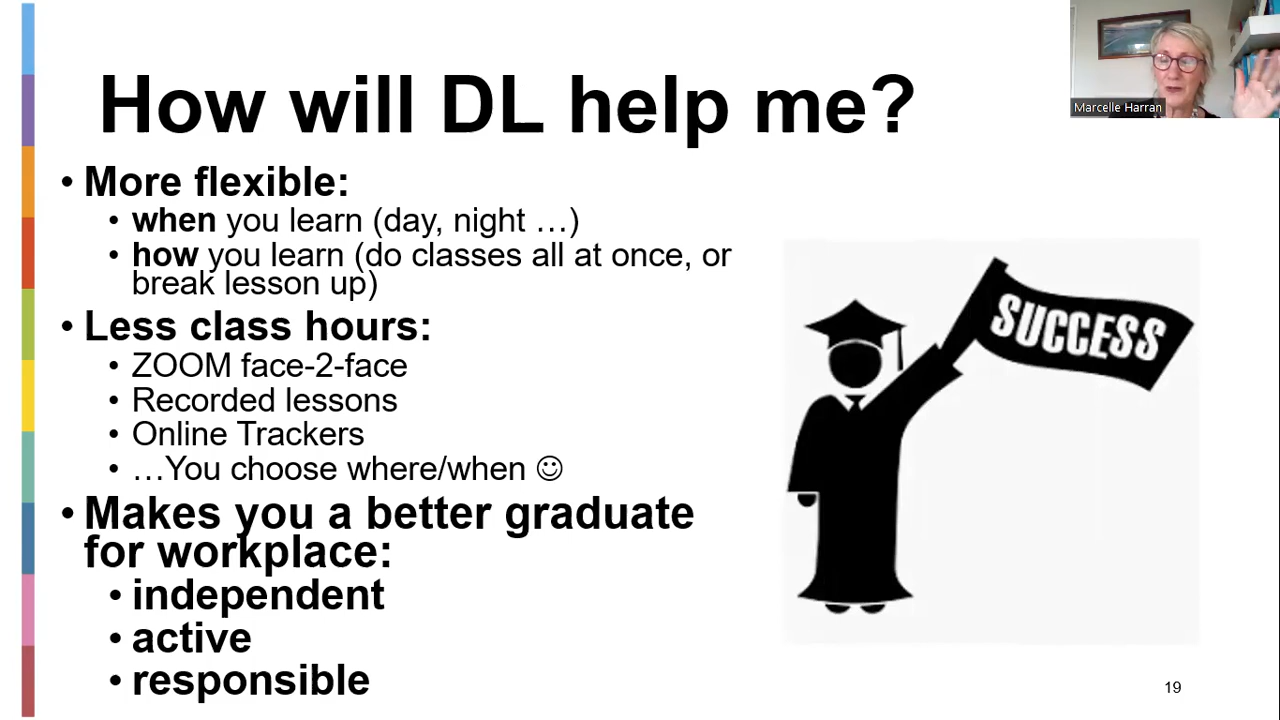 How will DL help me?
Marcelle Harran
• More flexible:
• when you learn (day, night …)
• how you learn (do classes all at once, or
break lesson up)
• Less class hours:
• ZOOM face-2-face
• Recorded lessons
• Online Trackers
• …You choose where/when ☺
• Makes you a better graduate
for workplace:
• independent
• active
• responsible
SUCCESS
19